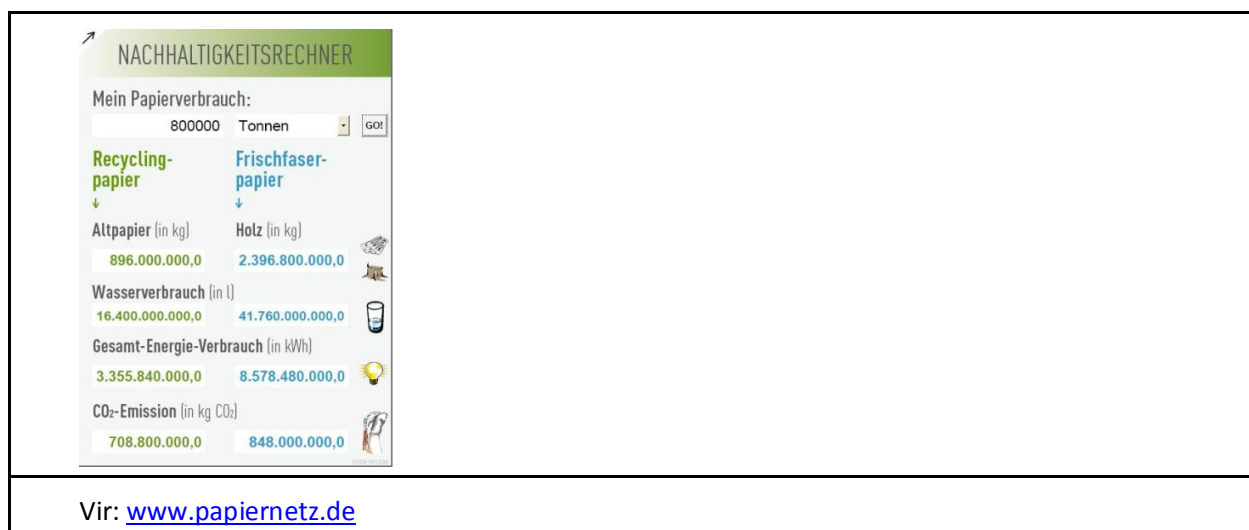 NACHHALTIGKEITSRECHNER
Mein Papierverbrauch:
800000 Tonnen GO!
Recycling-
papier
Frischfaser-
papier
Altpapier (in kg) Holz (in kg)
896.000.000,0 2.396.800.000,0
Wasserverbrauch (in l)
16.400.000.000,0 41.760.000.000,0
Gesamt-Energie-Verbrauch (in kWh)
3.355.840.000,0 8.578.480.000,0
CO₂-Emission (in kg CO₂)
708.800.000,0 848.000.000,0
Vir: www.papiernetz.de